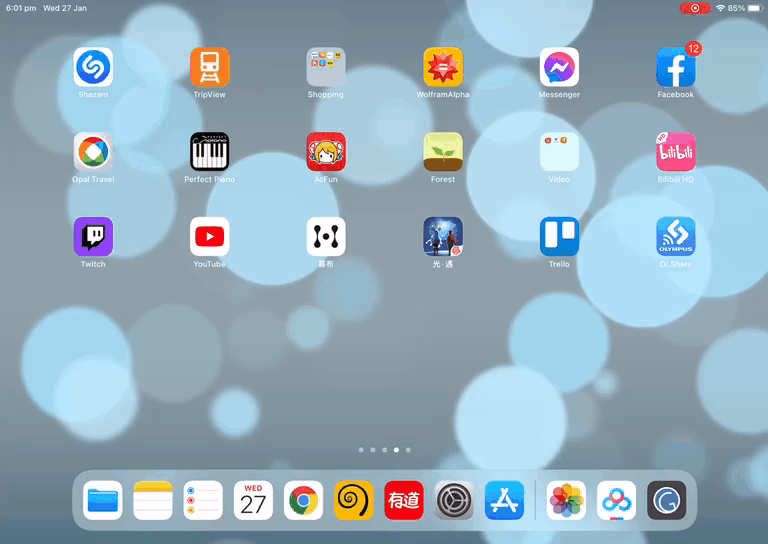 6:01 pm Wed 27 Jan
85%
12
Shazam
TripView
Shopping
WolframAlpha
Messenger
Facebook
Opal Travel
Perfect Piano
AcFun
Forest
Video
HD
bilibili
Bilibili HD
OLYMPUS
Twitch
YouTube
幕布
光·遇
Trello
OI.Share
WED
27
有道